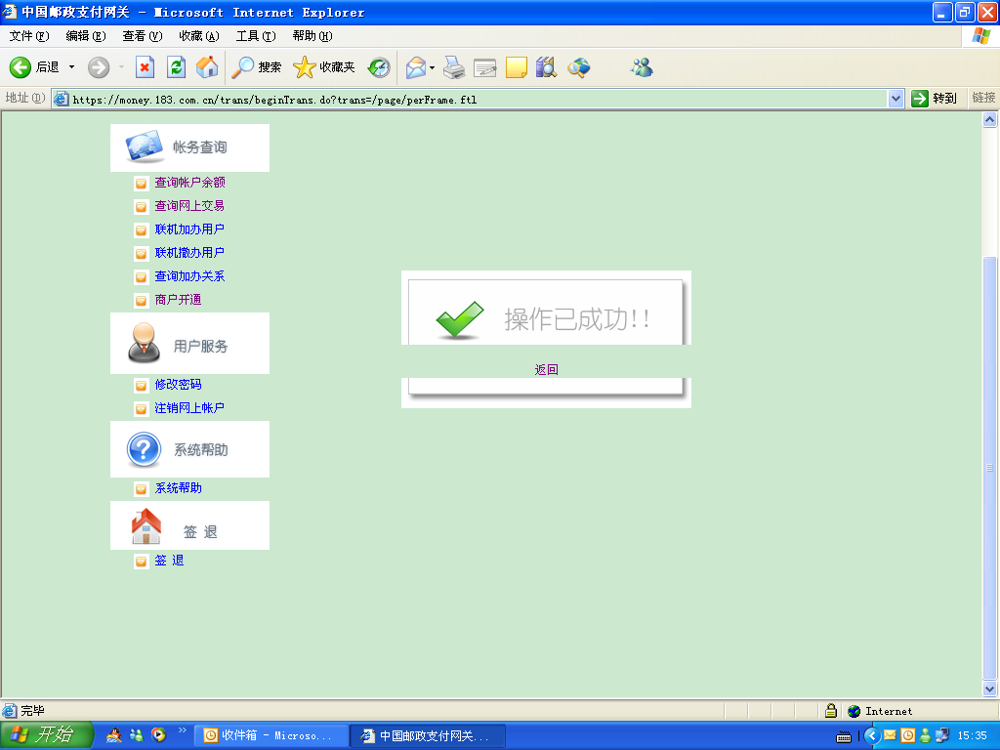 中国邮政支付网关 - Microsoft Internet Explorer
文件(F) 编辑(E) 查看(V) 收藏(A) 工具(T) 帮助(H)
后退 搜索 收藏夹
地址(D) https://money.183.com.cn/trans/beginTrans.do?trans=/page/perFrame.ftl 转到 链接
帐务查询
查询帐户余额
查询网上交易
联机加办用户
联机撤办用户
查询加办关系
商户开通
用户服务
修改密码
注销网上帐户
系统帮助
系统帮助
签 退
签 退
操作已成功!!
返回
完毕 Internet
开始 收件箱 - Microso... 中国邮政支付网关... 15:35